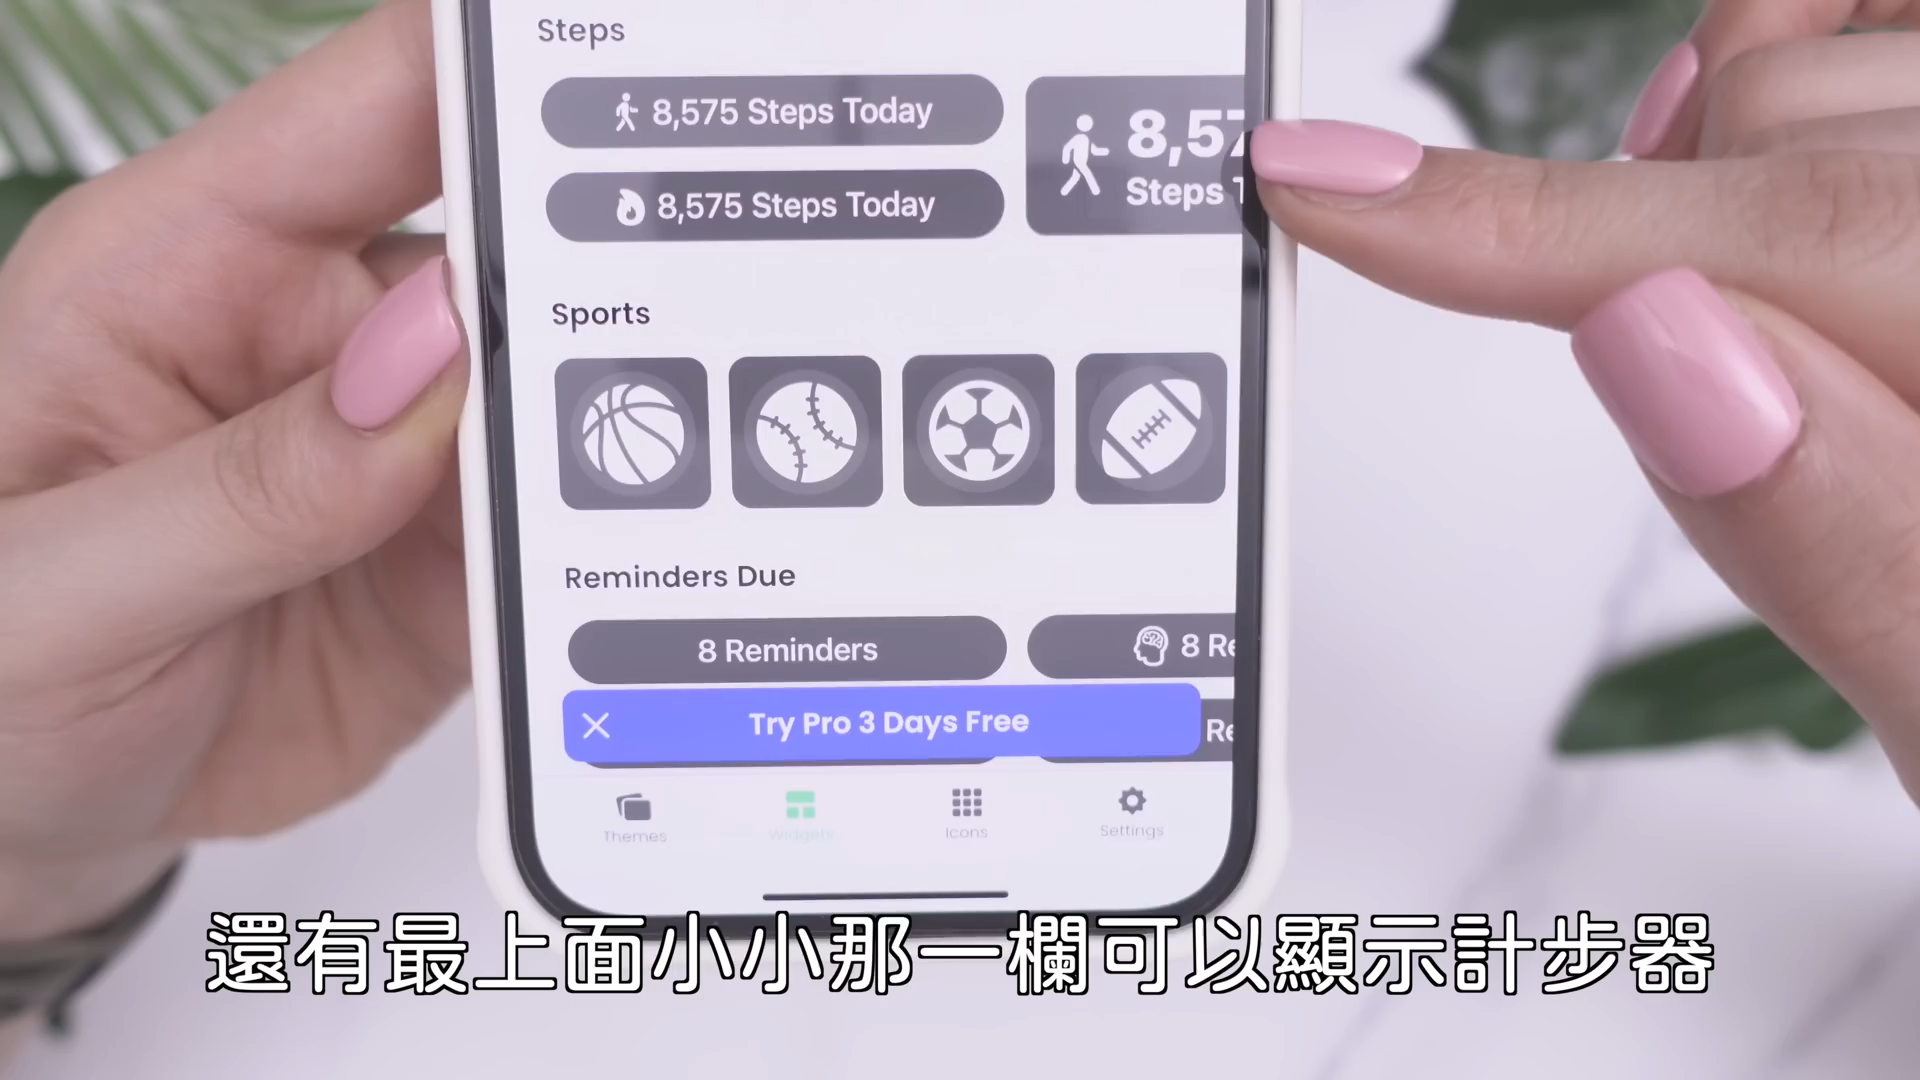 Steps
8,575 Steps Today
8,57
Steps T
8,575 Steps Today
Sports
Reminders Due
8 Reminders
8 Re
Try Pro 3 Days Free
Re
Themes
Widgets
Icons
Settings
還有最上面小小那一欄可以顯示計步器